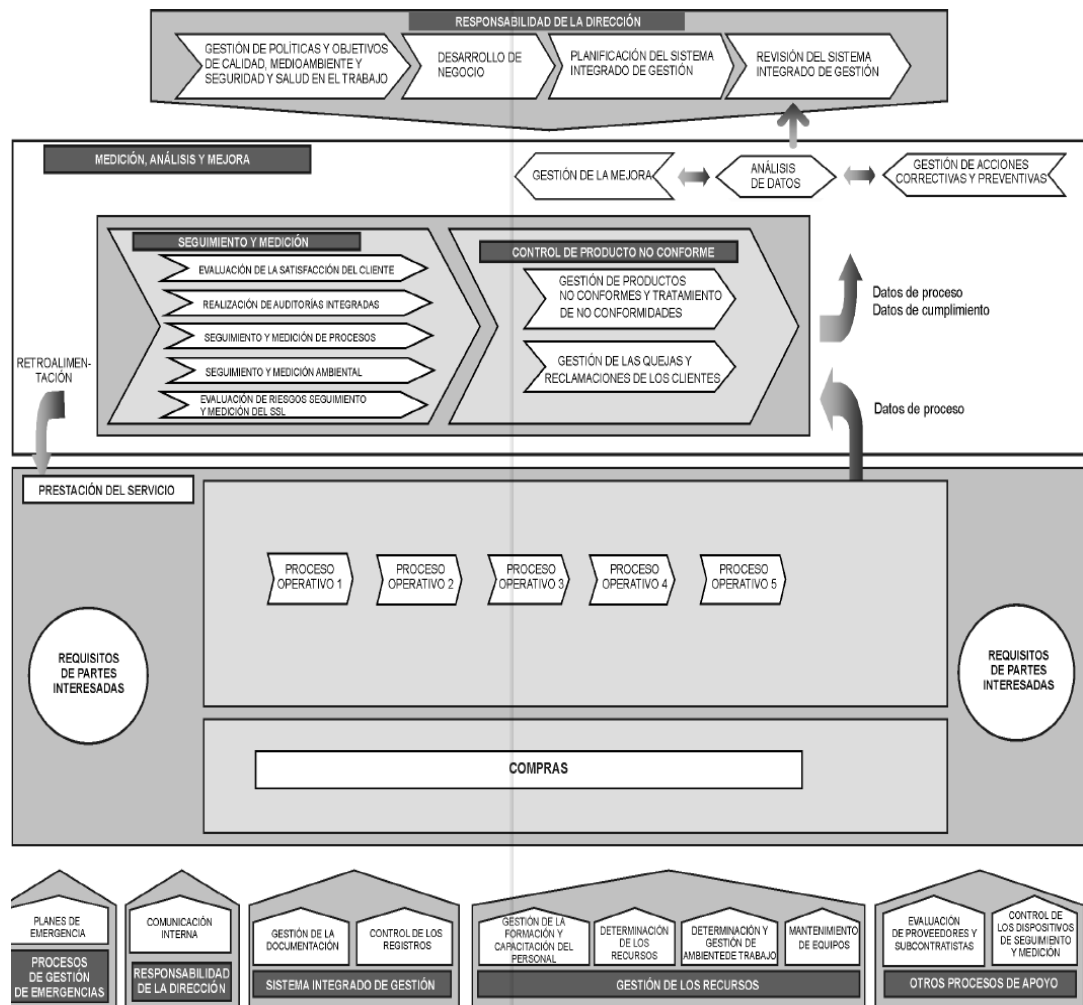 RESPONSABILIDAD DE LA DIRECCIÓN
GESTIÓN DE POLÍTICAS Y OBJETIVOS
DE CALIDAD, MEDIOAMBIENTE Y
SEGURIDAD Y SALUD EN EL TRABAJO
DESARROLLO DE
NEGOCIO
PLANIFICACIÓN DEL SISTEMA
INTEGRADO DE GESTIÓN
REVISIÓN DEL SISTEMA
INTEGRADO DE GESTIÓN
MEDICIÓN, ANÁLISIS Y MEJORA
GESTIÓN DE LA MEJORA
ANÁLISIS
DE DATOS
GESTIÓN DE ACCIONES
CORRECTIVAS Y PREVENTIVAS
SEGUIMIENTO Y MEDICIÓN
EVALUACIÓN DE LA SATISFACCIÓN DEL CLIENTE
REALIZACIÓN DE AUDITORÍAS INTEGRADAS
SEGUIMIENTO Y MEDICIÓN DE PROCESOS
SEGUIMIENTO Y MEDICIÓN AMBIENTAL
EVALUACIÓN DE RIESGOS SEGUIMIENTO
Y MEDICIÓN DEL SSL
CONTROL DE PRODUCTO NO CONFORME
GESTIÓN DE PRODUCTOS
NO CONFORMES Y TRATAMIENTO
DE NO CONFORMIDADES
GESTIÓN DE LAS QUEJAS Y
RECLAMACIONES DE LOS CLIENTES
Datos de proceso
Datos de cumplimiento
Datos de proceso
RETROALIMEN-
TACIÓN
PRESTACIÓN DEL SERVICIO
PROCESO
OPERATIVO 1
PROCESO
OPERATIVO 2
PROCESO
OPERATIVO 3
PROCESO
OPERATIVO 4
PROCESO
OPERATIVO 5
REQUISITOS
DE PARTES
INTERESADAS
REQUISITOS
DE PARTES
INTERESADAS
COMPRAS
PLANES DE
EMERGENCIA
PROCESOS
DE GESTIÓN
DE EMERGENCIAS
COMUNICACIÓN
INTERNA
RESPONSABILIDAD
DE LA DIRECCIÓN
GESTIÓN DE LA
DOCUMENTACIÓN
CONTROL DE LOS
REGISTROS
SISTEMA INTEGRADO DE GESTIÓN
GESTIÓN DE LA
FORMACIÓN Y
CAPACITACIÓN DEL
PERSONAL
DETERMINACIÓN
DE LOS
RECURSOS
DETERMINACIÓN Y
GESTIÓN DE
AMBIENTEDE TRABAJO
MANTENIMIENTO
DE EQUIPOS
GESTIÓN DE LOS RECURSOS
EVALUACIÓN
DE PROVEEDORES Y
SUBCONTRATISTAS
CONTROL DE
LOS DISPOSITIVOS
DE SEGUIMIENTO
Y MEDICIÓN
OTROS PROCESOS DE APOYO